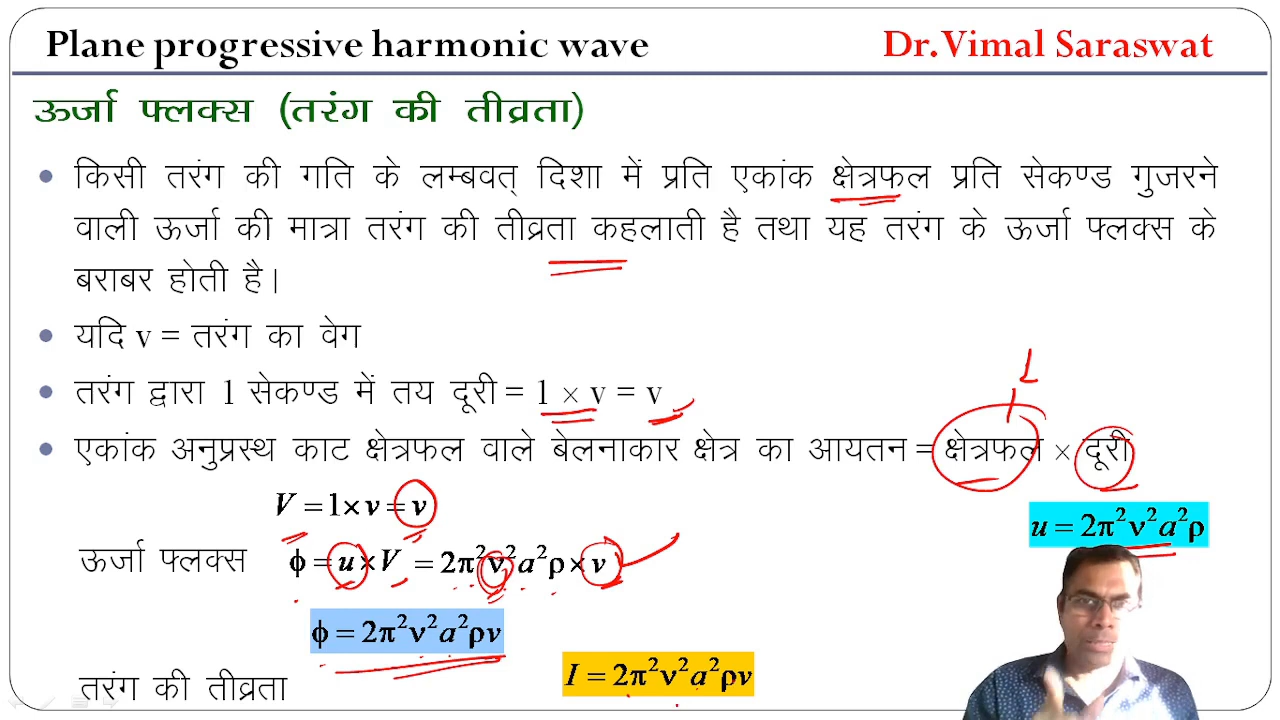 Plane progressive harmonic wave Dr. Vimal Saraswat
ऊर्जा फ्लक्स (तरंग की तीव्रता)
• किसी तरंग की गति के लम्बवत् दिशा में प्रति एकांक क्षेत्रफल प्रति सेकण्ड गुजरने
वाली ऊर्जा की मात्रा तरंग की तीव्रता कहलाती है तथा यह तरंग के ऊर्जा फ्लक्स के
बराबर होती है।
• यदि v = तरंग का वेग
• तरंग द्वारा 1 सेकण्ड में तय दूरी = 1 × v = v
• एकांक अनुप्रस्थ काट क्षेत्रफल वाले बेलनाकार क्षेत्र का आयतन = क्षेत्रफल × दूरी
1
V = 1 × v = v
u = 2π²ν²a²ρ
ऊर्जा फ्लक्स ϕ = u × V = 2π²ν²a²ρ × v
ϕ = 2π²ν²a²ρv
तरंग की तीव्रता I = 2π²ν²a²ρv